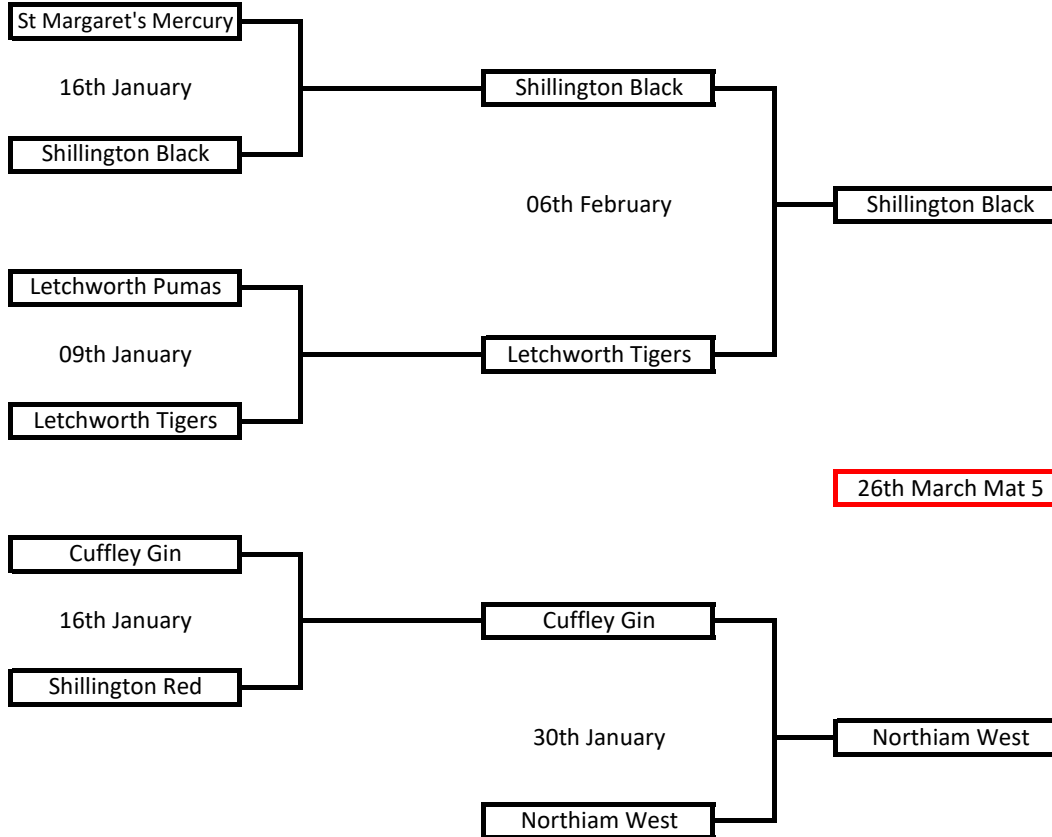 St Margaret's Mercury
16th January
Shillington Black
Shillington Black
06th February
Shillington Black
Letchworth Pumas
09th January
Letchworth Tigers
Letchworth Tigers
26th March Mat 5
Cuffley Gin
16th January
Cuffley Gin
Shillington Red
30th January
Northiam West
Northiam West